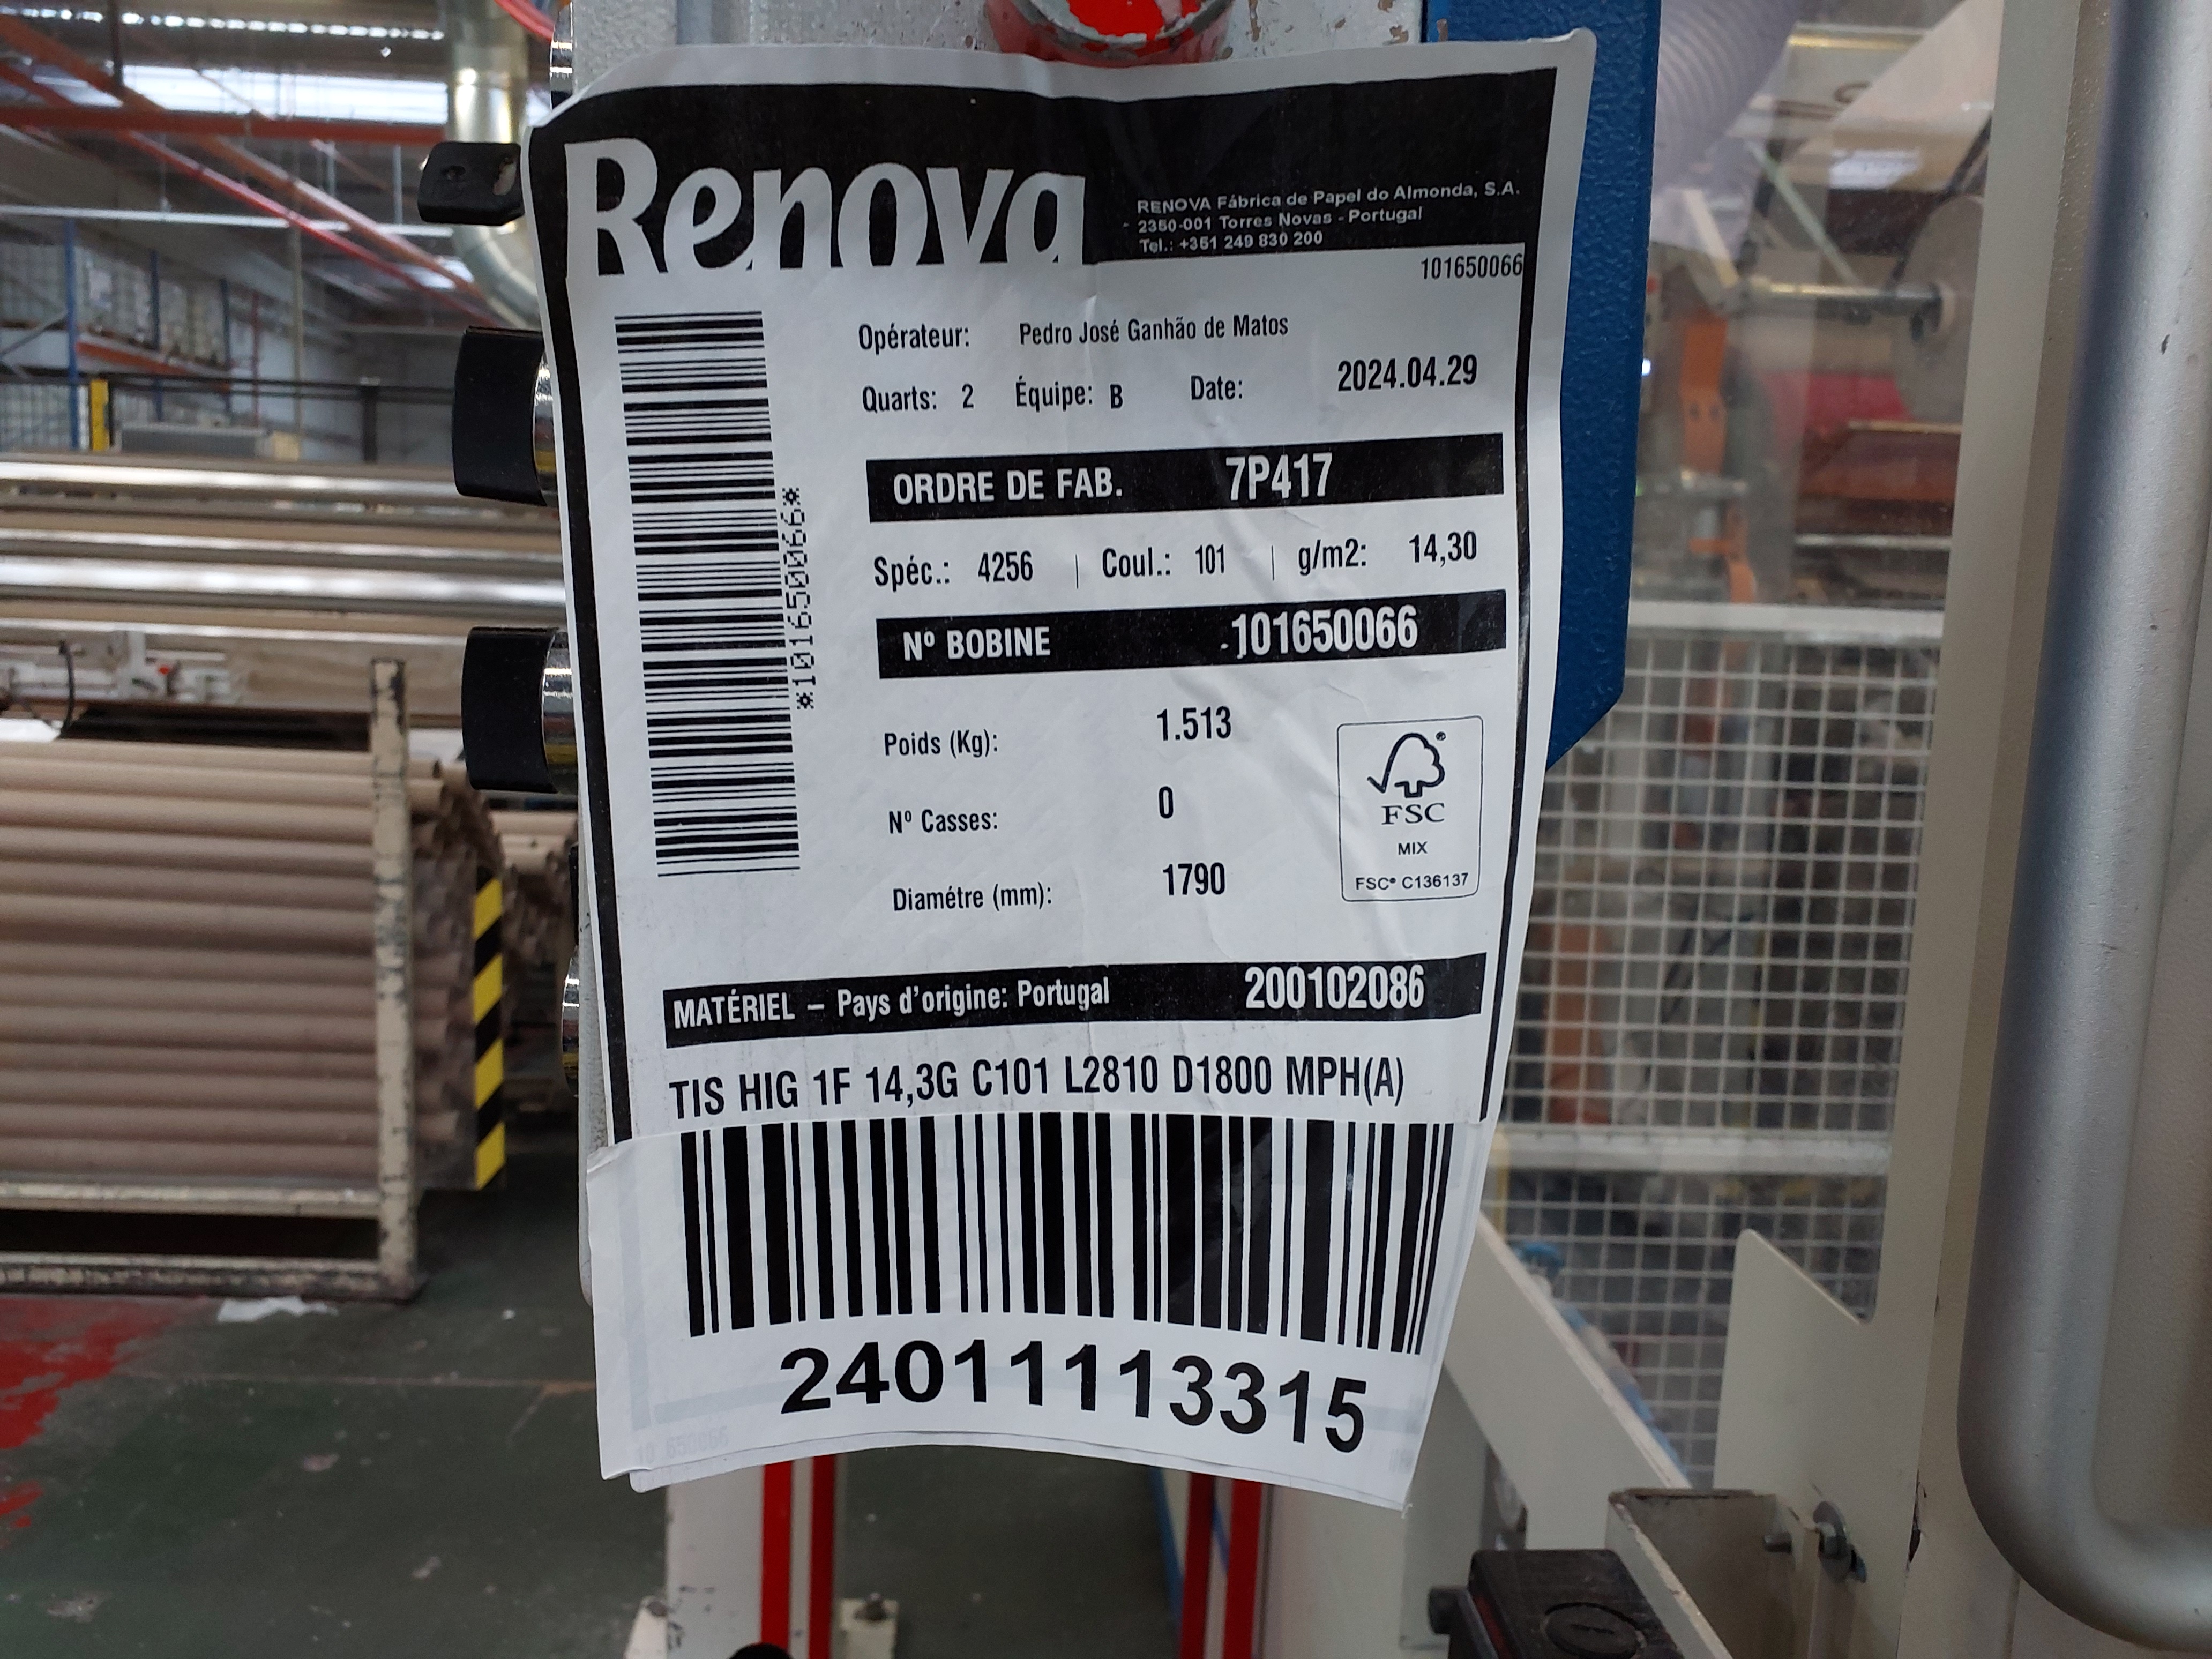 Renova
RENOVA Fábrica de Papel do Almonda, S.A.
2350-001 Torres Novas - Portugal
Tel.: +351 249 830 200
101650066
Opérateur: Pedro José Ganhão de Matos
Quarts: 2 Équipe: B Date: 2024.04.29
*101650066*
ORDRE DE FAB. 7P417
Spéc.: 4256 | Coul.: 101 | g/m2: 14,30
Nº BOBINE 101650066
Poids (Kg): 1.513
Nº Casses: 0
Diamétre (mm): 1790
FSC®
MIX
FSC® C136137
MATÉRIEL – Pays d'origine: Portugal 200102086
TIS HIG 1F 14,3G C101 L2810 D1800 MPH(A)
24011113315